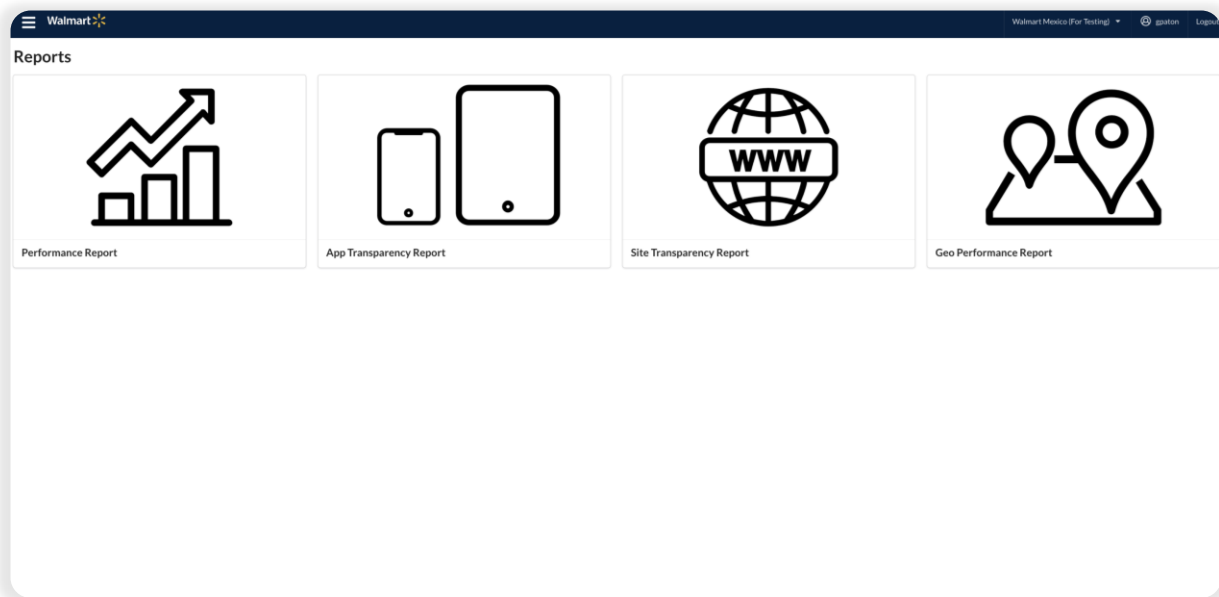 Walmart
Walmart Mexico (For Testing)
gpaton
Logout
Reports
WWW
Performance Report
App Transparency Report
Site Transparency Report
Geo Performance Report